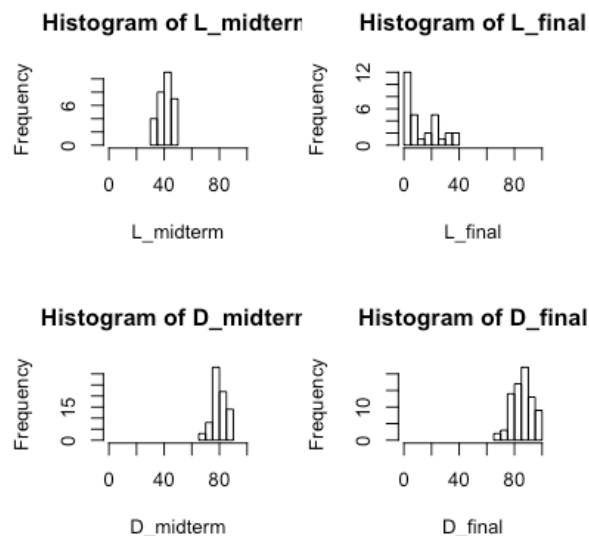 Histogram of L_midtern
Frequency
6
0
0 40 80
L_midterm
Histogram of L_final
Frequency
12
6
0
0 40 80
L_final
Histogram of D_midterr
Frequency
15
0
0 40 80
D_midterm
Histogram of D_final
Frequency
10
0
0 40 80
D_final